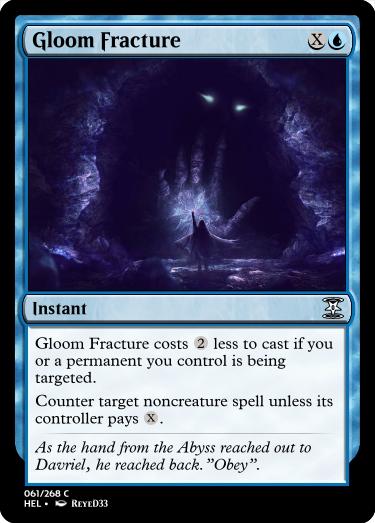 Gloom Fracture X
Instant
Gloom Fracture costs 2 less to cast if you
or a permanent you control is being
targeted.
Counter target noncreature spell unless its
controller pays X.
As the hand from the Abyss reached out to
Davriel, he reached back. "Obey".
061/268 C
HEL • REYED33